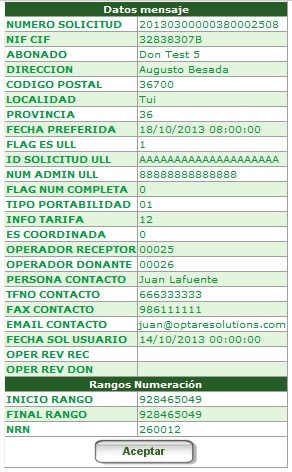 Datos mensaje
NUMERO SOLICITUD 20130300000380002508
NIF CIF 32838307B
ABONADO Don Test 5
DIRECCION Augusto Besada
CODIGO POSTAL 36700
LOCALIDAD Tui
PROVINCIA 36
FECHA PREFERIDA 18/10/2013 08:00:00
FLAG ES ULL 1
ID SOLICITUD ULL AAAAAAAAAAAAAAAAAAAA
NUM ADMIN ULL 88888888888888
FLAG NUM COMPLETA 0
TIPO PORTABILIDAD 01
INFO TARIFA 12
ES COORDINADA 0
OPERADOR RECEPTOR 00025
OPERADOR DONANTE 00026
PERSONA CONTACTO Juan Lafuente
TFNO CONTACTO 666333333
FAX CONTACTO 986111111
EMAIL CONTACTO juan@optaresolutions.com
FECHA SOL USUARIO 14/10/2013 00:00:00
OPER REV REC
OPER REV DON
Rangos Numeración
INICIO RANGO 928465049
FINAL RANGO 928465049
NRN 260012
Aceptar